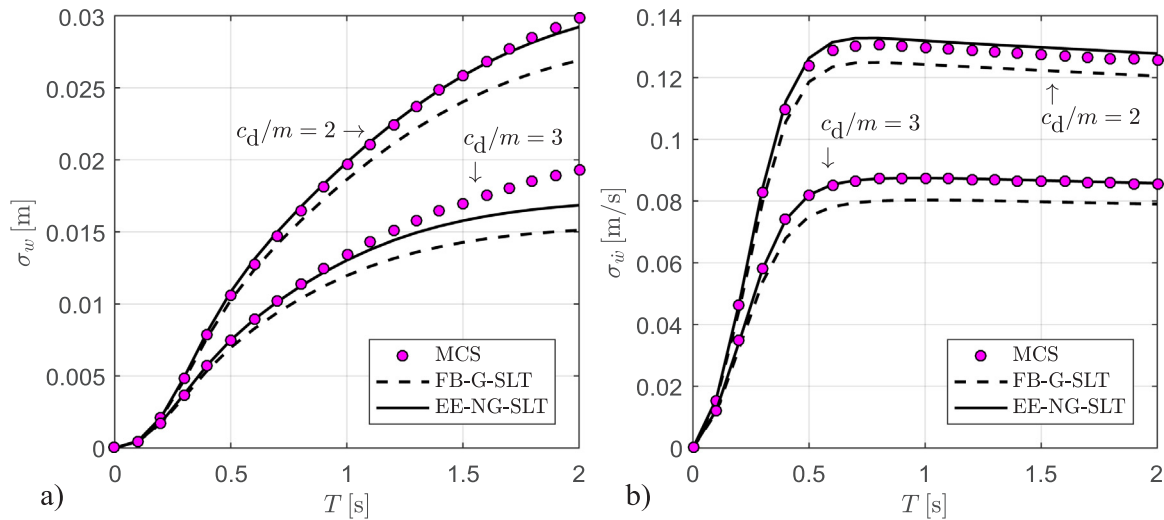 0.03
0.025
0.02
0.015
0.01
0.005
0
σ_w [m]
c_d/m = 2 →
c_d/m = 3
↓
MCS
FB-G-SLT
EE-NG-SLT
0 0.5 1 1.5 2
T [s]
a)
0.14
0.12
0.1
0.08
0.06
0.04
0.02
0
σ_ẇ [m/s]
↑
c_d/m = 2
c_d/m = 3
↓
MCS
FB-G-SLT
EE-NG-SLT
0 0.5 1 1.5 2
T [s]
b)